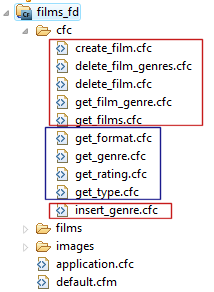 films_fd
cfc
create_film.cfc
delete_film_genres.cfc
delete_film.cfc
get_film_genre.cfc
get_films.cfc
get_format.cfc
get_genre.cfc
get_rating.cfc
get_type.cfc
insert_genre.cfc
films
images
application.cfc
default.cfm